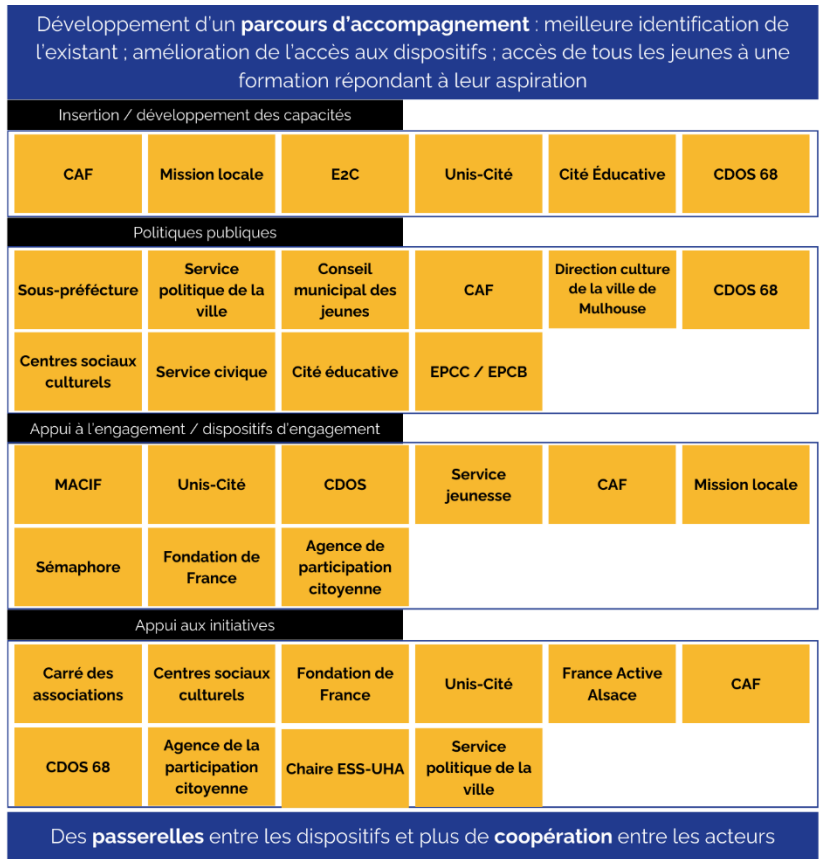 Développement d'un parcours d'accompagnement : meilleure identification de
l'existant ; amélioration de l'accès aux dispositifs ; accès de tous les jeunes à une
formation répondant à leur aspiration
Insertion / développement des capacités
CAF
Mission locale
E2C
Unis-Cité
Cité Éducative
CDOS 68
Politiques publiques
Sous-préfécture
Service
politique de la
ville
Conseil
municipal des
jeunes
CAF
Direction culture
de la ville de
Mulhouse
CDOS 68
Centres sociaux
culturels
Service civique
Cité éducative
EPCC / EPCB
Appui à l'engagement / dispositifs d'engagement
MACIF
Unis-Cité
CDOS
Service
jeunesse
CAF
Mission locale
Sémaphore
Fondation de
France
Agence de
participation
citoyenne
Appui aux initiatives
Carré des
associations
Centres sociaux
culturels
Fondation de
France
Unis-Cité
France Active
Alsace
CAF
CDOS 68
Agence de la
participation
citoyenne
Chaire ESS-UHA
Service
politique de la
ville
Des passerelles entre les dispositifs et plus de coopération entre les acteurs